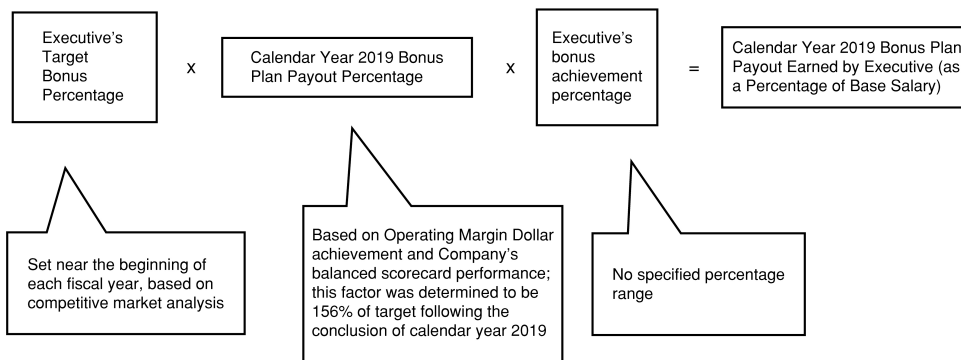 Executive's
Target
Bonus
Percentage
x
Calendar Year 2019 Bonus
Plan Payout Percentage
x
Executive's
bonus
achievement
percentage
=
Calendar Year 2019 Bonus Plan
Payout Earned by Executive (as
a Percentage of Base Salary)
Set near the beginning of
each fiscal year, based on
competitive market analysis
Based on Operating Margin Dollar
achievement and Company's
balanced scorecard performance;
this factor was determined to be
156% of target following the
conclusion of calendar year 2019
No specified percentage
range